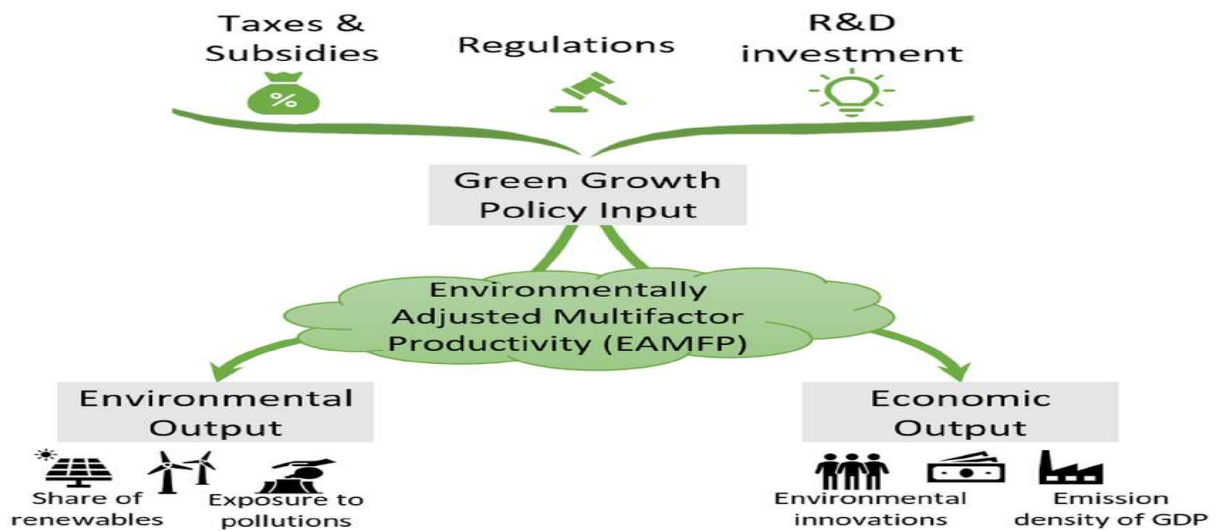 Taxes &
Subsidies
Regulations
R&D
investment
%
Green Growth
Policy Input
Environmentally
Adjusted Multifactor
Productivity (EAMFP)
Environmental
Output
Economic
Output
Share of
renewables
Exposure to
pollutions
Environmental
innovations
Emission
density of GDP